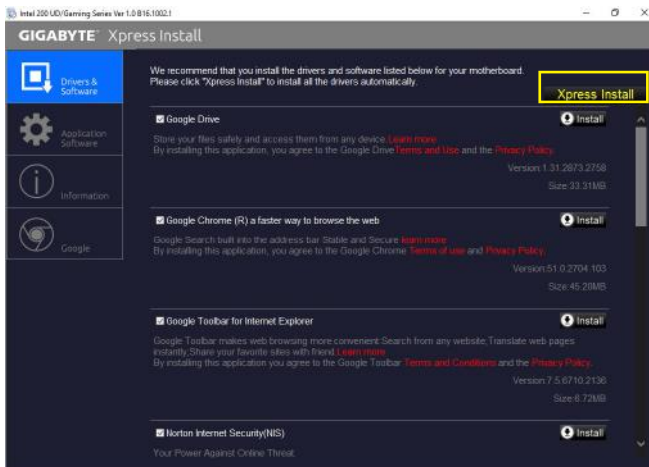 Intel 200 UD/Gaming Series Ver 1.0 B16.1002.1
GIGABYTE Xpress Install
Drivers &
Software
Application
Software
Information
Google
We recommend that you install the drivers and software listed below for your motherboard.
Please click "Xpress Install" to install all the drivers automatically.
Xpress Install
Google Drive
Install
Store your files safely and access them from any device.Learn more
By installing this application, you agree to the Google DriveTerms and Use and the Privacy Policy.
Version:1.31.2873.2758
Size:33.31MB
Google Chrome (R) a faster way to browse the web
Install
Google Search built into the address bar Stable and Secure learn more
By installing this application, you agree to the Google Chrome Terms of use and Privacy Policy.
Version:51.0.2704.103
Size:45.20MB
Google Toolbar for Internet Explorer
Install
Google Toolbar makes web browsing more convenient.Search from any website,Translate web pages
instantly,Share your favorite sites with friend.Learn more
By installing this application you agree to the Google Toolbar Terms and Conditions and the Privacy Policy.
Version:7.5.6710.2136
Size:6.72MB
Norton Internet Security(NIS)
Install
Your Power Against Online Threat.